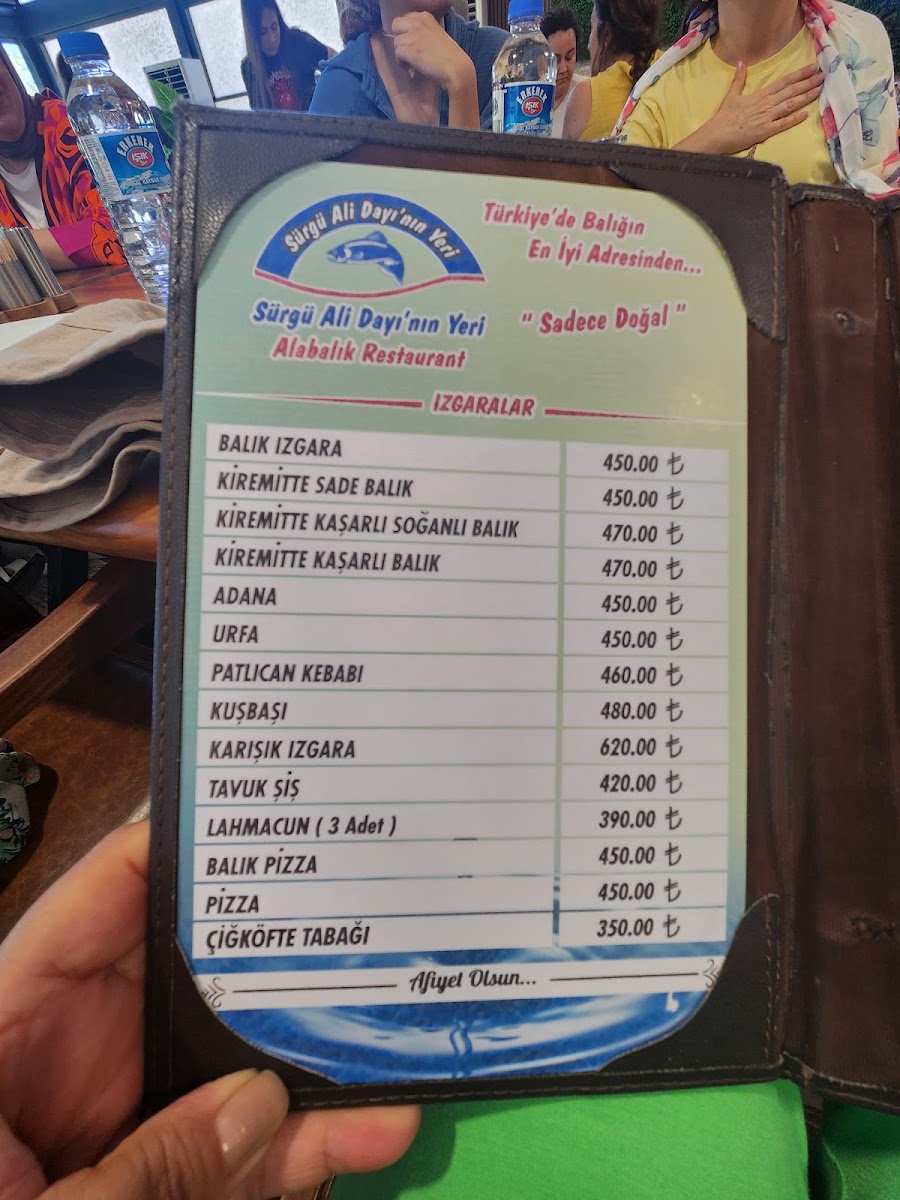 ERKENEK
IŞIK
ERKENEK
IŞIK
Sürgü Ali Dayı'nın Yeri
Türkiye'de Balığın
En İyi Adresinden...
Sürgü Ali Dayı'nın Yeri
Alabalık Restaurant
" Sadece Doğal "
IZGARALAR
BALIK IZGARA 450.00 ₺
KİREMİTTE SADE BALIK 450.00 ₺
KİREMİTTE KAŞARLI SOĞANLI BALIK 470.00 ₺
KİREMİTTE KAŞARLI BALIK 470.00 ₺
ADANA 450.00 ₺
URFA 450.00 ₺
PATLICAN KEBABI 460.00 ₺
KUŞBAŞI 480.00 ₺
KARIŞIK IZGARA 620.00 ₺
TAVUK ŞİŞ 420.00 ₺
LAHMACUN ( 3 Adet ) 390.00 ₺
BALIK PİZZA 450.00 ₺
PİZZA 450.00 ₺
ÇİĞKÖFTE TABAĞI 350.00 ₺
Afiyet Olsun...